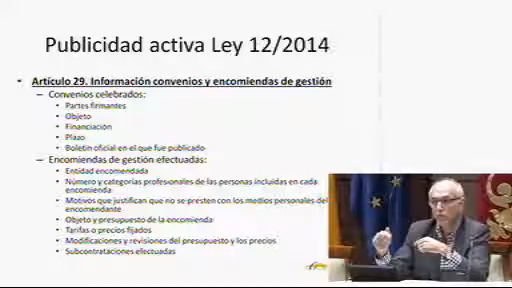 Publicidad activa Ley 12/2014
• Artículo 29. Información convenios y encomiendas de gestión
– Convenios celebrados:
• Partes firmantes
• Objeto
• Financiación
• Plazo
• Boletín oficial en el que fue publicado
– Encomiendas de gestión efectuadas:
• Entidad encomendada
• Número y categorías profesionales de las personas incluidas en cada
encomienda
• Motivos que justifican que no se presten con los medios personales del
encomendante
• Objeto y presupuesto de la encomienda
• Tarifas o precios fijados
• Modificaciones y revisiones del presupuesto y los precios
• Subcontrataciones efectuadas